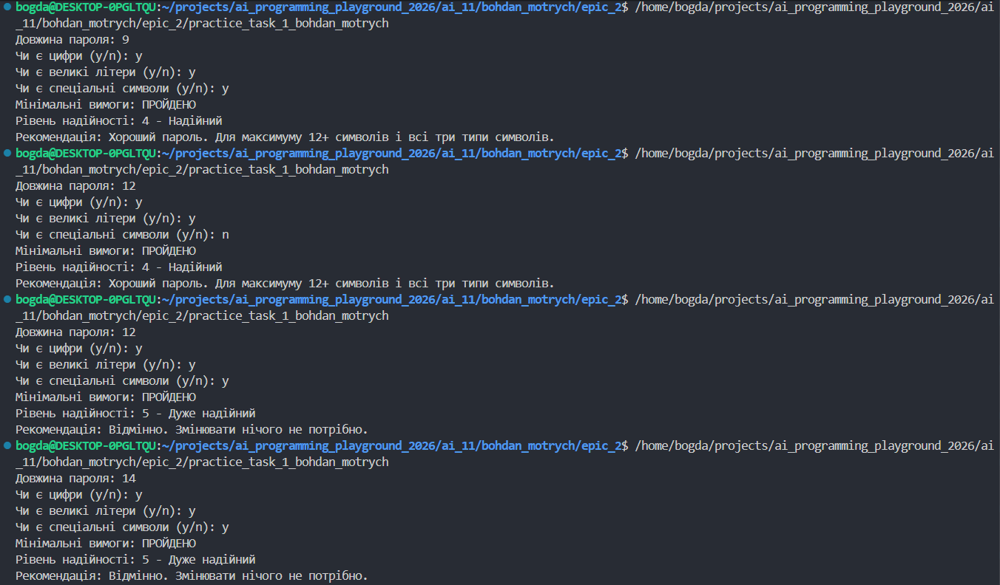 bogda@DESKTOP-0PGLTQU:~/projects/ai_programming_playground_2026/ai_11/bohdan_motrych/epic_2$ /home/bogda/projects/ai_programming_playground_2026/ai
_11/bohdan_motrych/epic_2/practice_task_1_bohdan_motrych
Довжина пароля: 9
Чи є цифри (y/n): y
Чи є великі літери (y/n): y
Чи є спеціальні символи (y/n): y
Мінімальні вимоги: ПРОЙДЕНО
Рівень надійності: 4 - Надійний
Рекомендація: Хороший пароль. Для максимуму 12+ символів і всі три типи символів.
bogda@DESKTOP-0PGLTQU:~/projects/ai_programming_playground_2026/ai_11/bohdan_motrych/epic_2$ /home/bogda/projects/ai_programming_playground_2026/ai
_11/bohdan_motrych/epic_2/practice_task_1_bohdan_motrych
Довжина пароля: 12
Чи є цифри (y/n): y
Чи є великі літери (y/n): y
Чи є спеціальні символи (y/n): n
Мінімальні вимоги: ПРОЙДЕНО
Рівень надійності: 4 - Надійний
Рекомендація: Хороший пароль. Для максимуму 12+ символів і всі три типи символів.
bogda@DESKTOP-0PGLTQU:~/projects/ai_programming_playground_2026/ai_11/bohdan_motrych/epic_2$ /home/bogda/projects/ai_programming_playground_2026/ai
_11/bohdan_motrych/epic_2/practice_task_1_bohdan_motrych
Довжина пароля: 12
Чи є цифри (y/n): y
Чи є великі літери (y/n): y
Чи є спеціальні символи (y/n): y
Мінімальні вимоги: ПРОЙДЕНО
Рівень надійності: 5 - Дуже надійний
Рекомендація: Відмінно. Змінювати нічого не потрібно.
bogda@DESKTOP-0PGLTQU:~/projects/ai_programming_playground_2026/ai_11/bohdan_motrych/epic_2$ /home/bogda/projects/ai_programming_playground_2026/ai
_11/bohdan_motrych/epic_2/practice_task_1_bohdan_motrych
Довжина пароля: 14
Чи є цифри (y/n): y
Чи є великі літери (y/n): y
Чи є спеціальні символи (y/n): y
Мінімальні вимоги: ПРОЙДЕНО
Рівень надійності: 5 - Дуже надійний
Рекомендація: Відмінно. Змінювати нічого не потрібно.